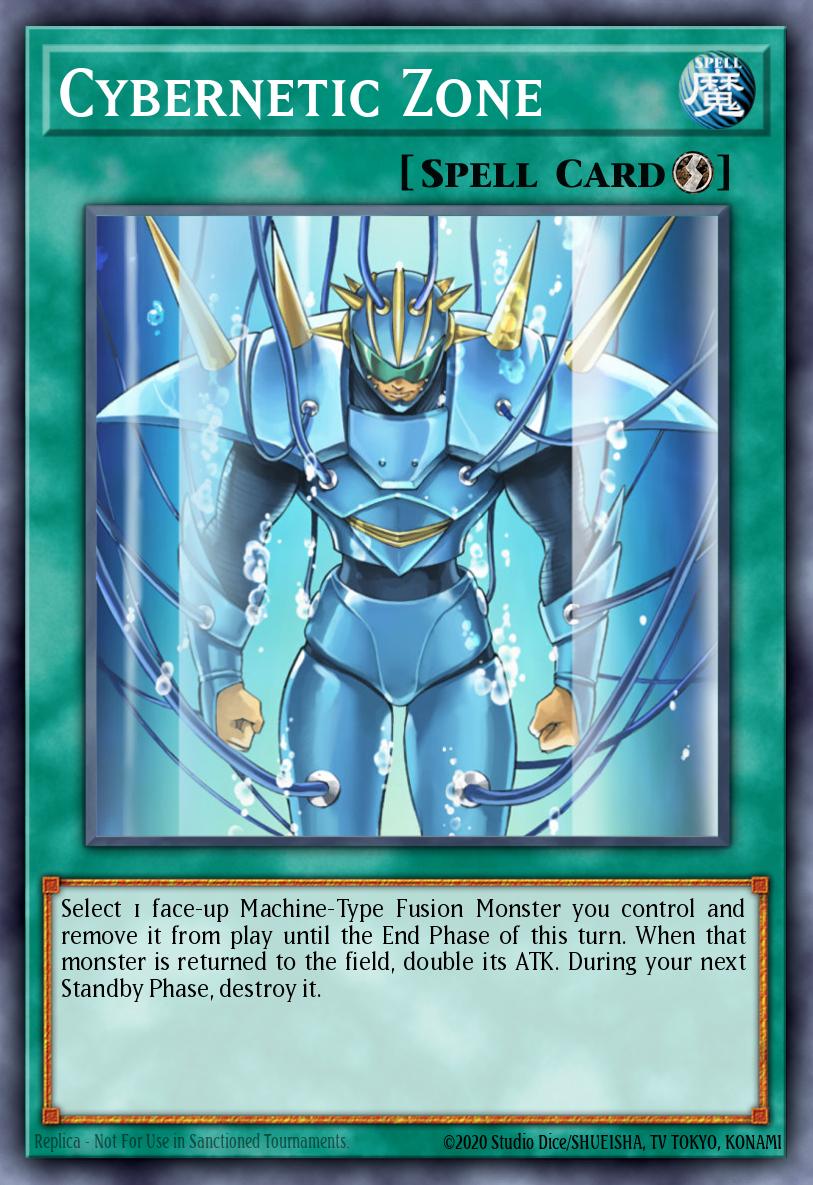 Cybernetic Zone
SPELL
魔
[Spell Card]
Select 1 face-up Machine-Type Fusion Monster you control and
remove it from play until the End Phase of this turn. When that
monster is returned to the field, double its ATK. During your next
Standby Phase, destroy it.
Replica - Not For Use in Sanctioned Tournaments.
©2020 Studio Dice/SHUEISHA, TV TOKYO, KONAMI